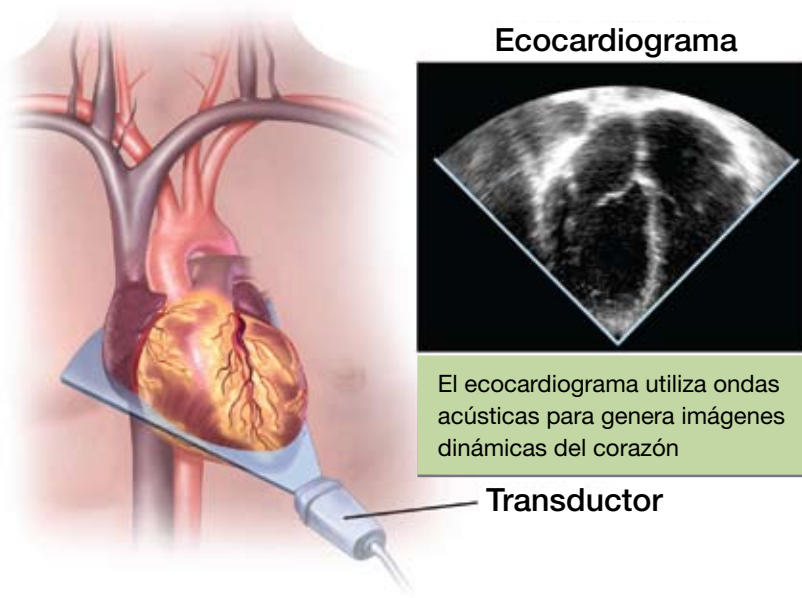 Ecocardiograma
El ecocardiograma utiliza ondas
acústicas para genera imágenes
dinámicas del corazón
Transductor